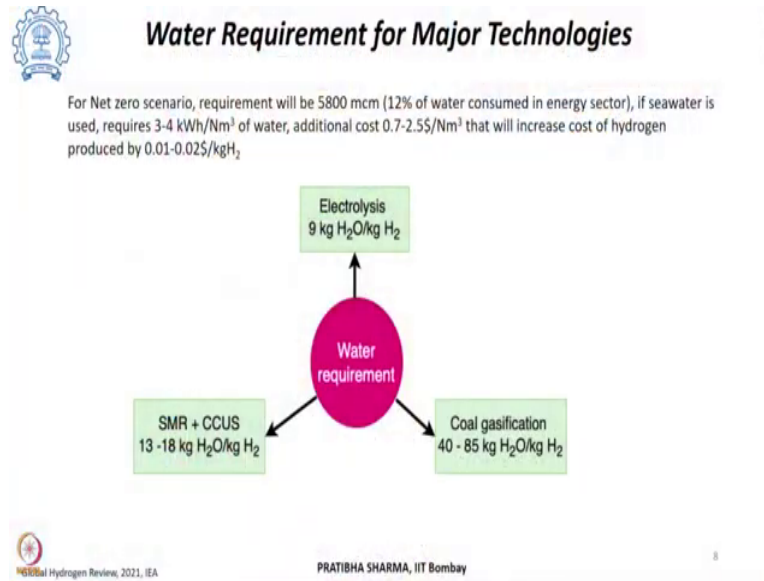 Water Requirement for Major Technologies
For Net zero scenario, requirement will be 5800 mcm (12% of water consumed in energy sector), if seawater is
used, requires 3-4 kWh/Nm³ of water, additional cost 0.7-2.5$/Nm³ that will increase cost of hydrogen
produced by 0.01-0.02$/kgH₂
Electrolysis
9 kg H₂O/kg H₂
Water
requirement
SMR + CCUS
13 -18 kg H₂O/kg H₂
Coal gasification
40 - 85 kg H₂O/kg H₂
Global Hydrogen Review, 2021, IEA
PRATIBHA SHARMA, IIT Bombay
8